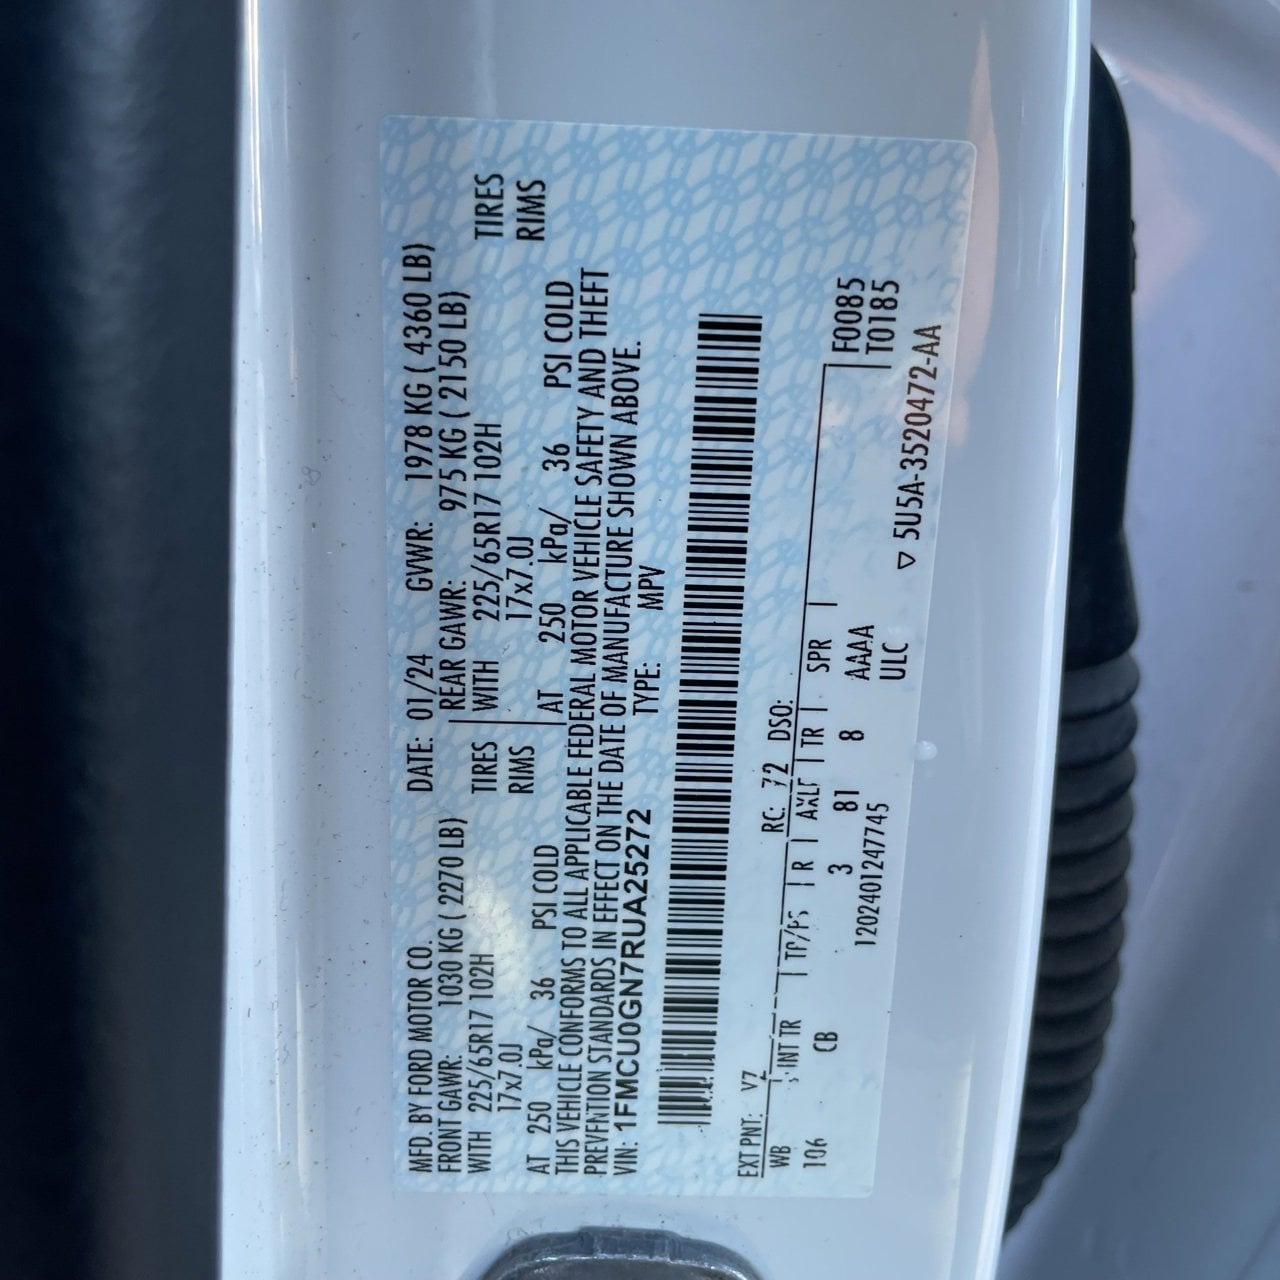 MFD. BY FORD MOTOR CO. DATE: 01/24 GVWR: 1978 KG ( 4360 LB)
FRONT GAWR: 1030 KG ( 2270 LB) REAR GAWR: 975 KG ( 2150 LB)
WITH 225/65R17 102H TIRES WITH 225/65R17 102H TIRES
17x7.0J RIMS 17x7.0J RIMS
AT 250 kPa/ 36 PSI COLD AT 250 kPa/ 36 PSI COLD
THIS VEHICLE CONFORMS TO ALL APPLICABLE FEDERAL MOTOR VEHICLE SAFETY AND THEFT
PREVENTION STANDARDS IN EFFECT ON THE DATE OF MANUFACTURE SHOWN ABOVE.
VIN: 1FMCU0GN7RUA25272 TYPE: MPV
EXT PNT: VZ RC: 72 DSO:
WB INT TR TP/PS R AXLE TR SPR F0085
106 CB 3 81 8 AAAA T0185
120240124​7745 ULC
▽ 5U5A-3520472-AA